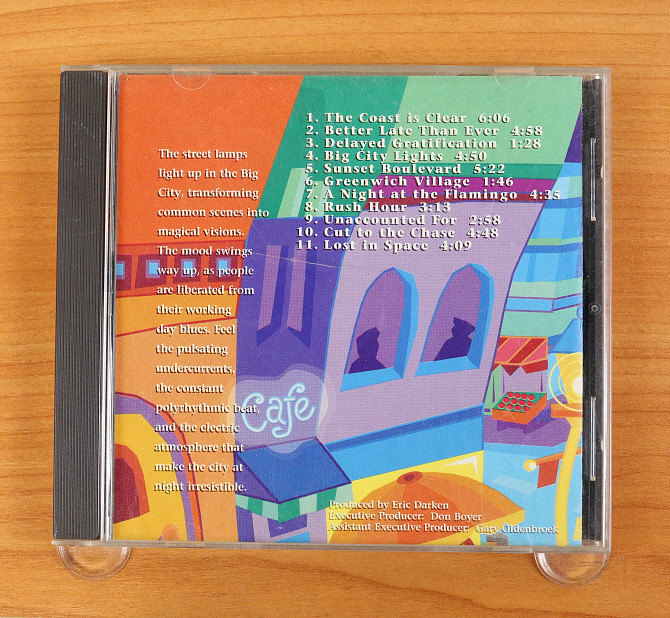 The street lamps
light up in the Big
City, transforming
common scenes into
magical visions.
The mood swings
way up, as people
are liberated from
their working
day blues. Feel
the pulsating
undercurrents,
the constant
polyrhythmic beat,
and the electric
atmosphere that
make the city at
night irresistible.
1. The Coast is Clear 6:06
2. Better Late Than Ever 4:58
3. Delayed Gratification 1:28
4. Big City Lights 4:50
5. Sunset Boulevard 5:22
6. Greenwich Village 1:46
7. A Night at the Flamingo 4:35
8. Rush Hour 3:13
9. Unaccounted For 2:58
10. Cut to the Chase 4:48
11. Lost in Space 4:09
Cafe
Produced by Eric Darken
Executive Producer: Don Boyer
Assistant Executive Producer: Gary Oldenbroek